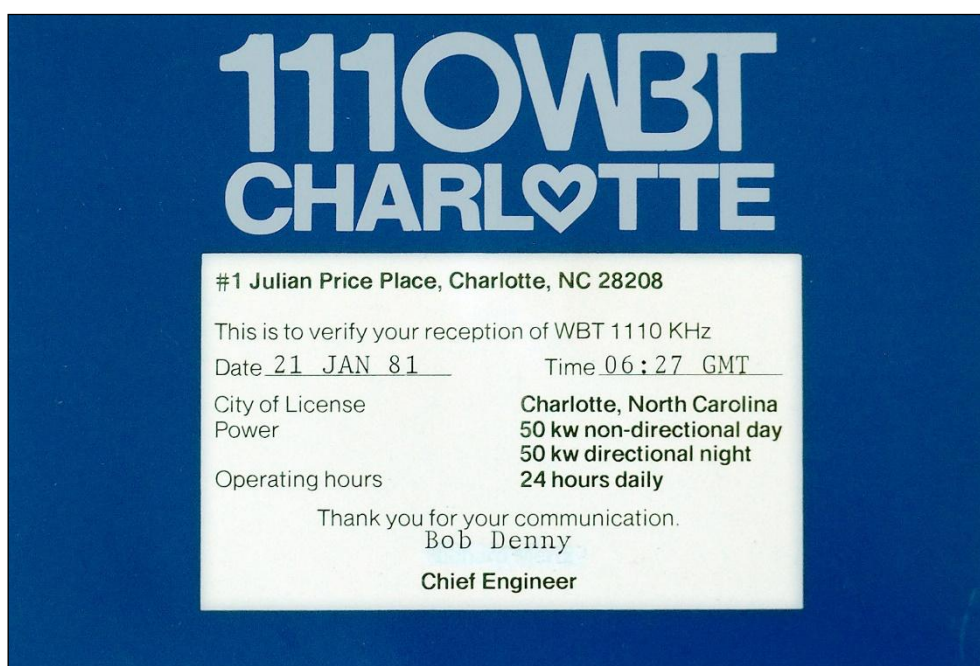 1110WBT
CHARLOTTE
#1 Julian Price Place, Charlotte, NC 28208
This is to verify your reception of WBT 1110 KHz
Date 21 JAN 81 Time 06:27 GMT
City of License Charlotte, North Carolina
Power 50 kw non-directional day
50 kw directional night
Operating hours 24 hours daily
Thank you for your communication.
Bob Denny
Chief Engineer